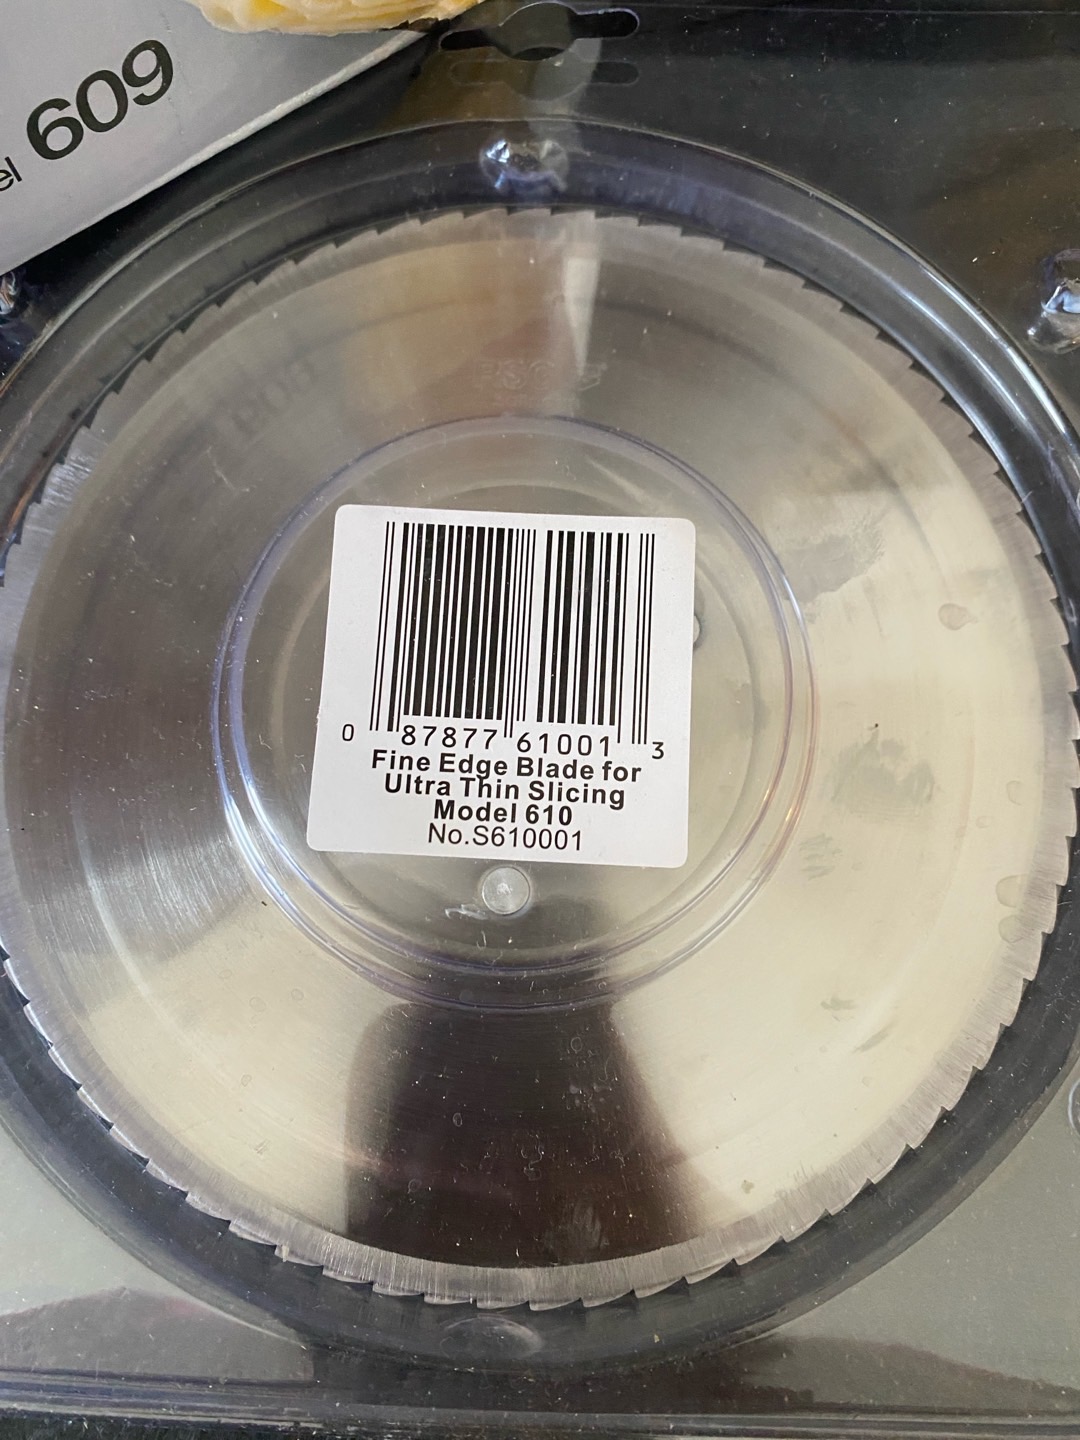 el 609
0 87877 61001 3
Fine Edge Blade for
Ultra Thin Slicing
Model 610
No.S610001